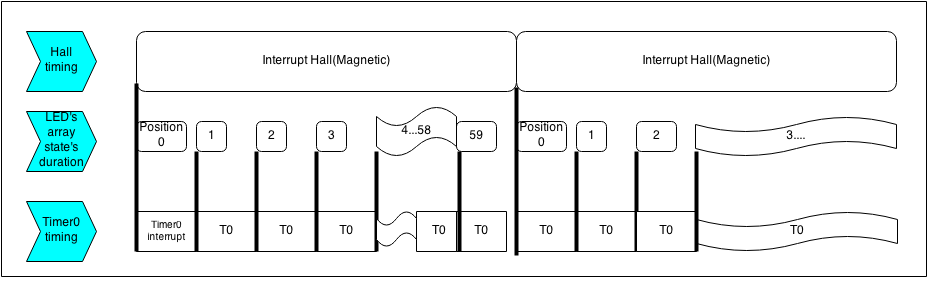 Hall
timing
Interrupt Hall(Magnetic)
Interrupt Hall(Magnetic)
LED's
array
state's
duration
Position
0
1
2
3
4...58
59
Position
0
1
2
3....
Timer0
timing
Timer0
interrupt
T0
T0
T0
T0
T0
T0
T0
T0
T0